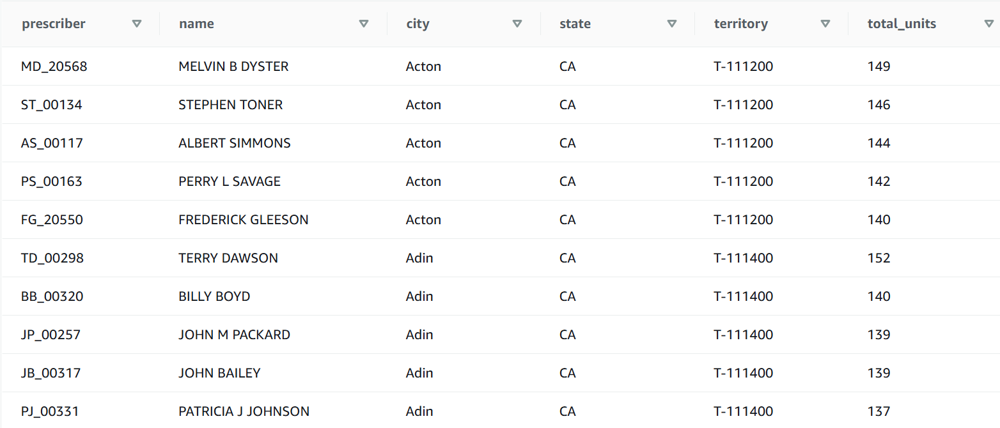 prescriber name city state territory total_units
MD_20568 MELVIN B DYSTER Acton CA T-111200 149
ST_00134 STEPHEN TONER Acton CA T-111200 146
AS_00117 ALBERT SIMMONS Acton CA T-111200 144
PS_00163 PERRY L SAVAGE Acton CA T-111200 142
FG_20550 FREDERICK GLEESON Acton CA T-111200 140
TD_00298 TERRY DAWSON Adin CA T-111400 152
BB_00320 BILLY BOYD Adin CA T-111400 140
JP_00257 JOHN M PACKARD Adin CA T-111400 139
JB_00317 JOHN BAILEY Adin CA T-111400 139
PJ_00331 PATRICIA J JOHNSON Adin CA T-111400 137